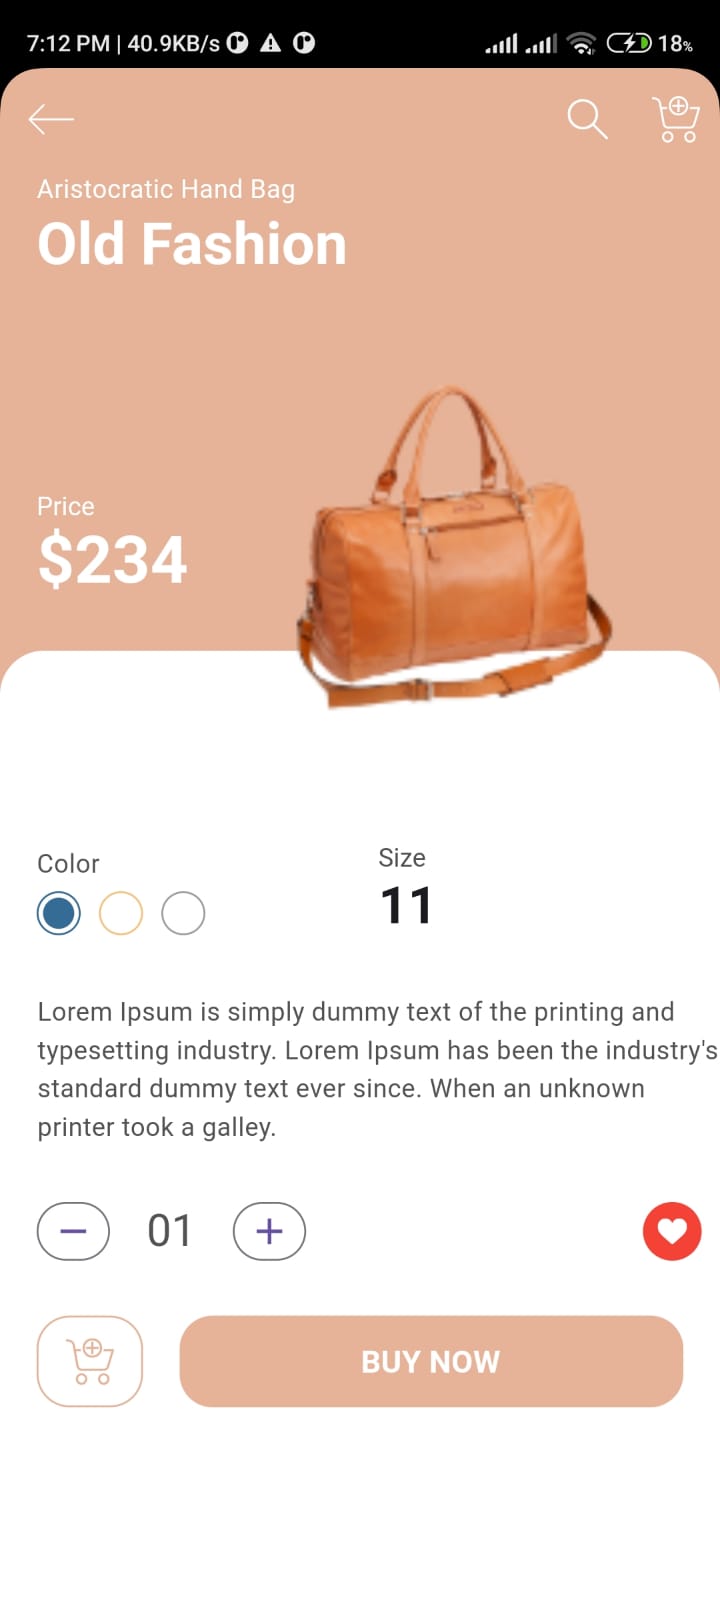 7:12 PM | 40.9KB/s
18%
Aristocratic Hand Bag
Old Fashion
Price
$234
Color
Size
11
Lorem Ipsum is simply dummy text of the printing and
typesetting industry. Lorem Ipsum has been the industry's
standard dummy text ever since. When an unknown
printer took a galley.
01
BUY NOW